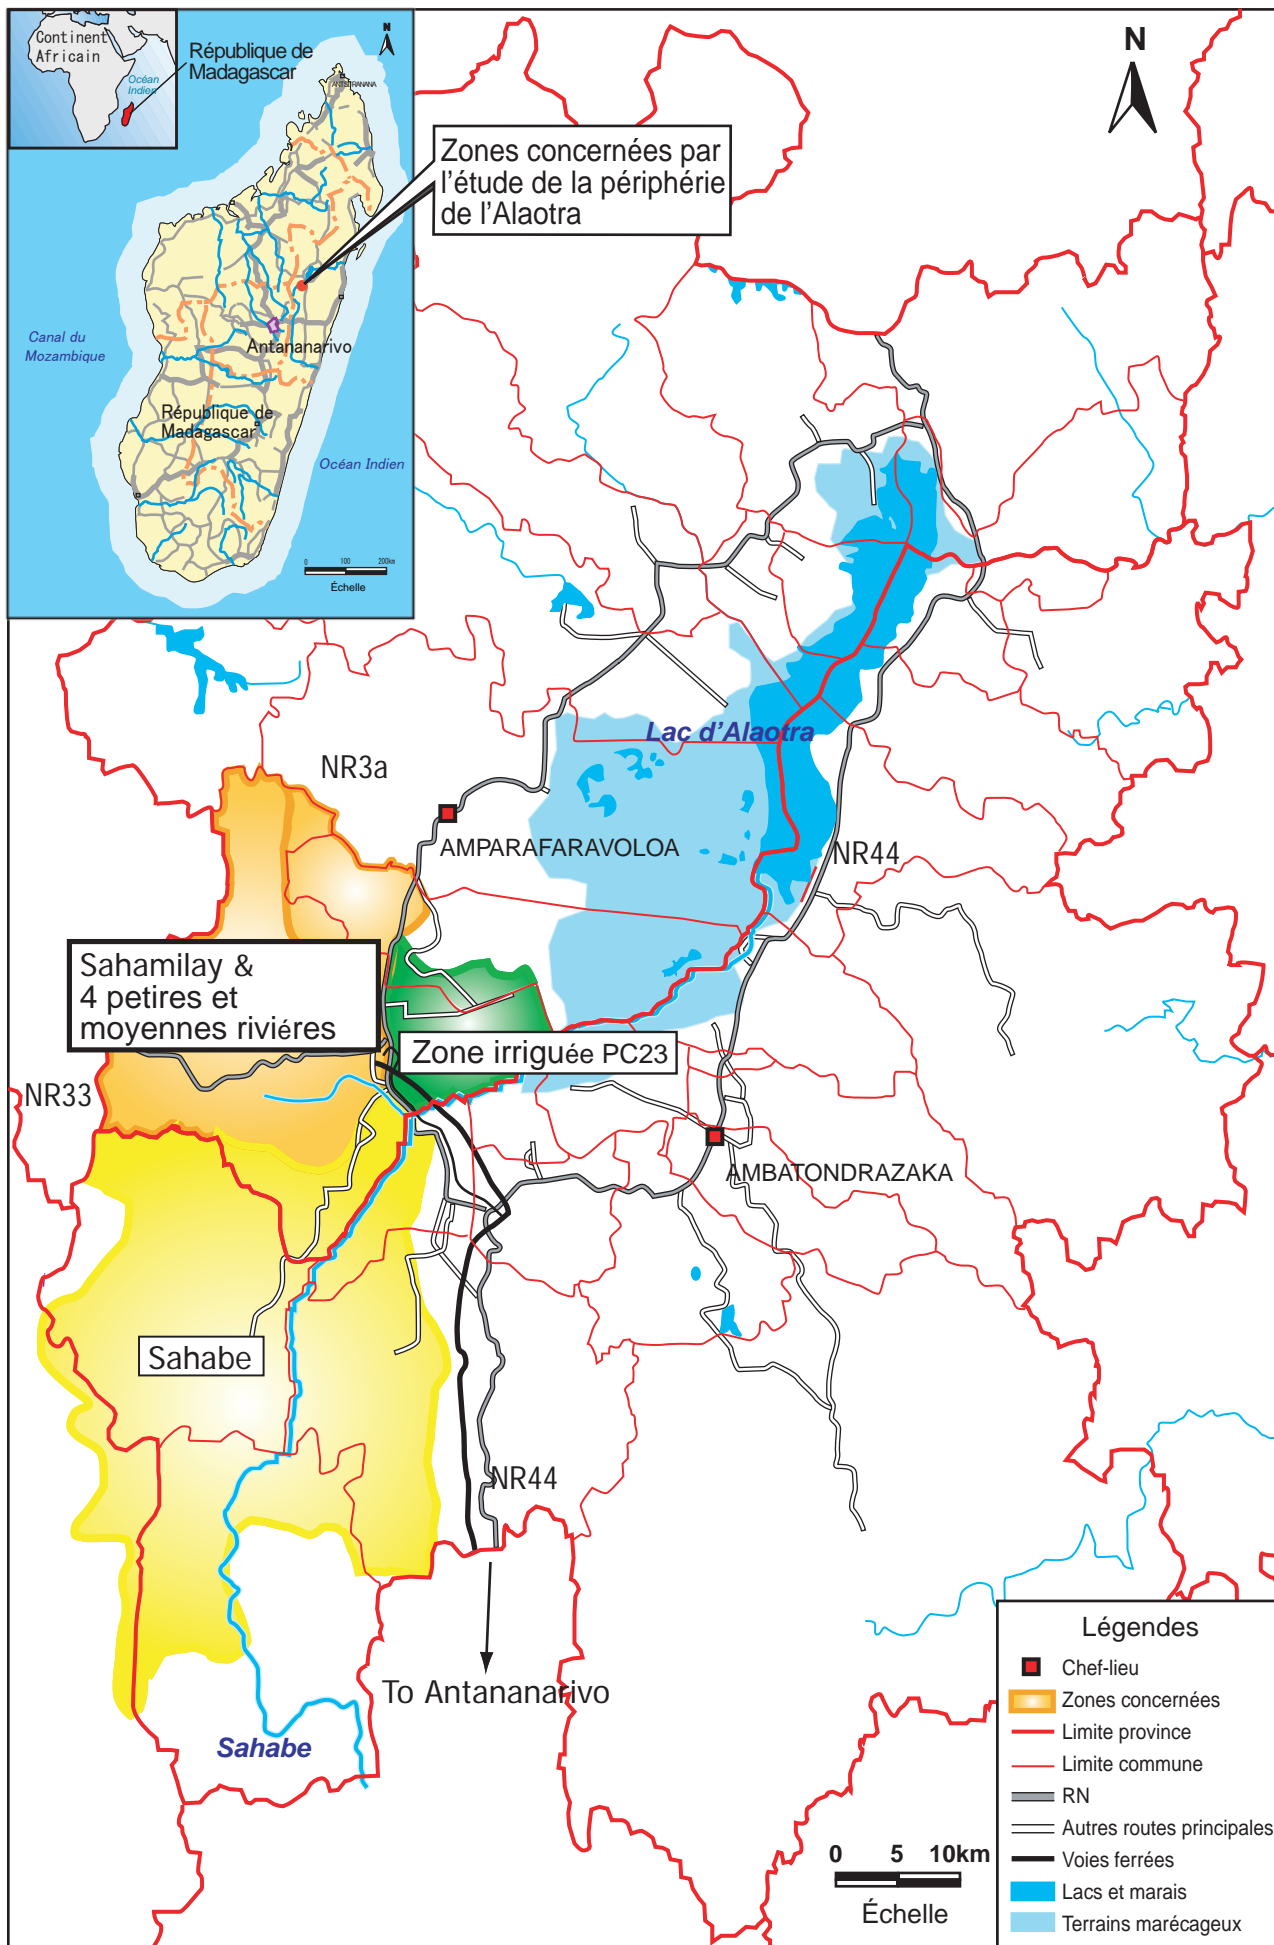 Continent
Africain
Océan
Indien
République de
Madagascar
N
ANTSIRANANA
Canal du
Mozambique
Antananarivo
République de
Madagascar
Océan Indien
0 100 200km
Échelle
Zones concernées par
l'étude de la périphérie
de l'Alaotra
N
Lac d'Alaotra
NR3a
AMPARAFARAVOLOA
NR44
Sahamilay &
4 petires et
moyennes riviéres
Zone irriguée PC23
NR33
AMBATONDRAZAKA
Sahabe
NR44
To Antananarivo
Sahabe
0 5 10km
Échelle
Légendes
Chef-lieu
Zones concernées
Limite province
Limite commune
RN
Autres routes principales
Voies ferrées
Lacs et marais
Terrains marécageux